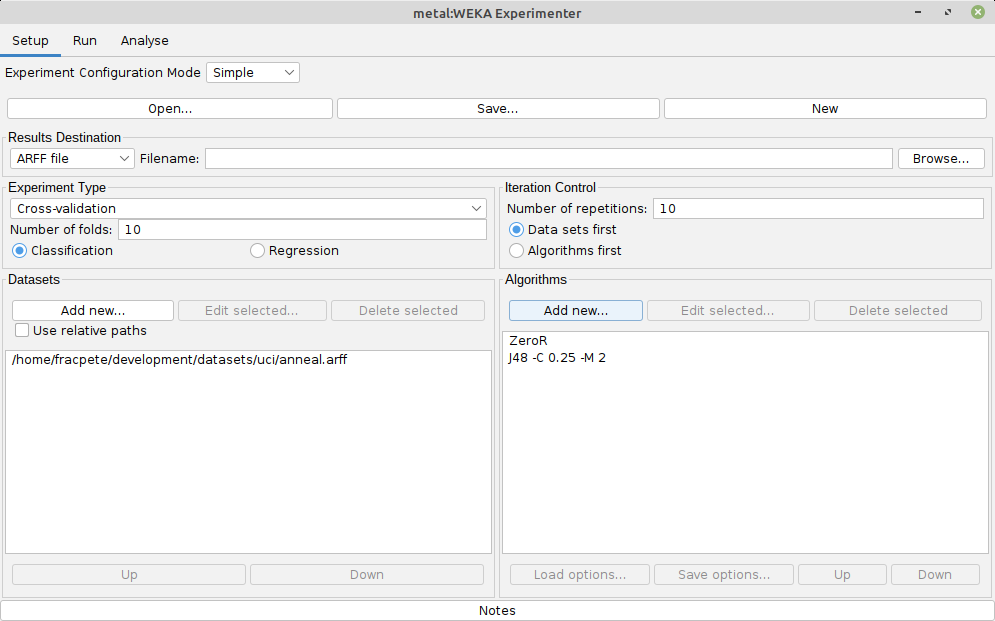 metal:WEKA Experimenter
Setup Run Analyse
Experiment Configuration Mode Simple
Open... Save... New
Results Destination
ARFF file Filename: Browse...
Experiment Type
Cross-validation
Number of folds: 10
Classification Regression
Iteration Control
Number of repetitions: 10
Data sets first
Algorithms first
Datasets
Add new... Edit selected... Delete selected
Use relative paths
/home/fracpete/development/datasets/uci/anneal.arff
Up Down
Algorithms
Add new... Edit selected... Delete selected
ZeroR
J48 -C 0.25 -M 2
Load options... Save options... Up Down
Notes